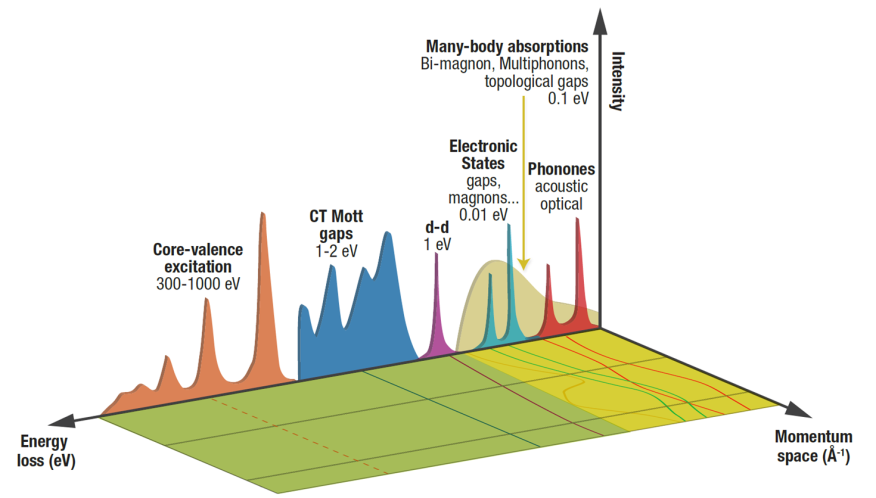 Many-body absorptions
Bi-magnon, Multiphonons,
topological gaps
0.1 eV
Intensity
Electronic
States
gaps,
magnons...
0.01 eV
Phonones
acoustic
optical
CT Mott
gaps
1-2 eV
d-d
1 eV
Core-valence
excitation
300-1000 eV
Energy
loss (eV)
Momentum
space (Å-1)